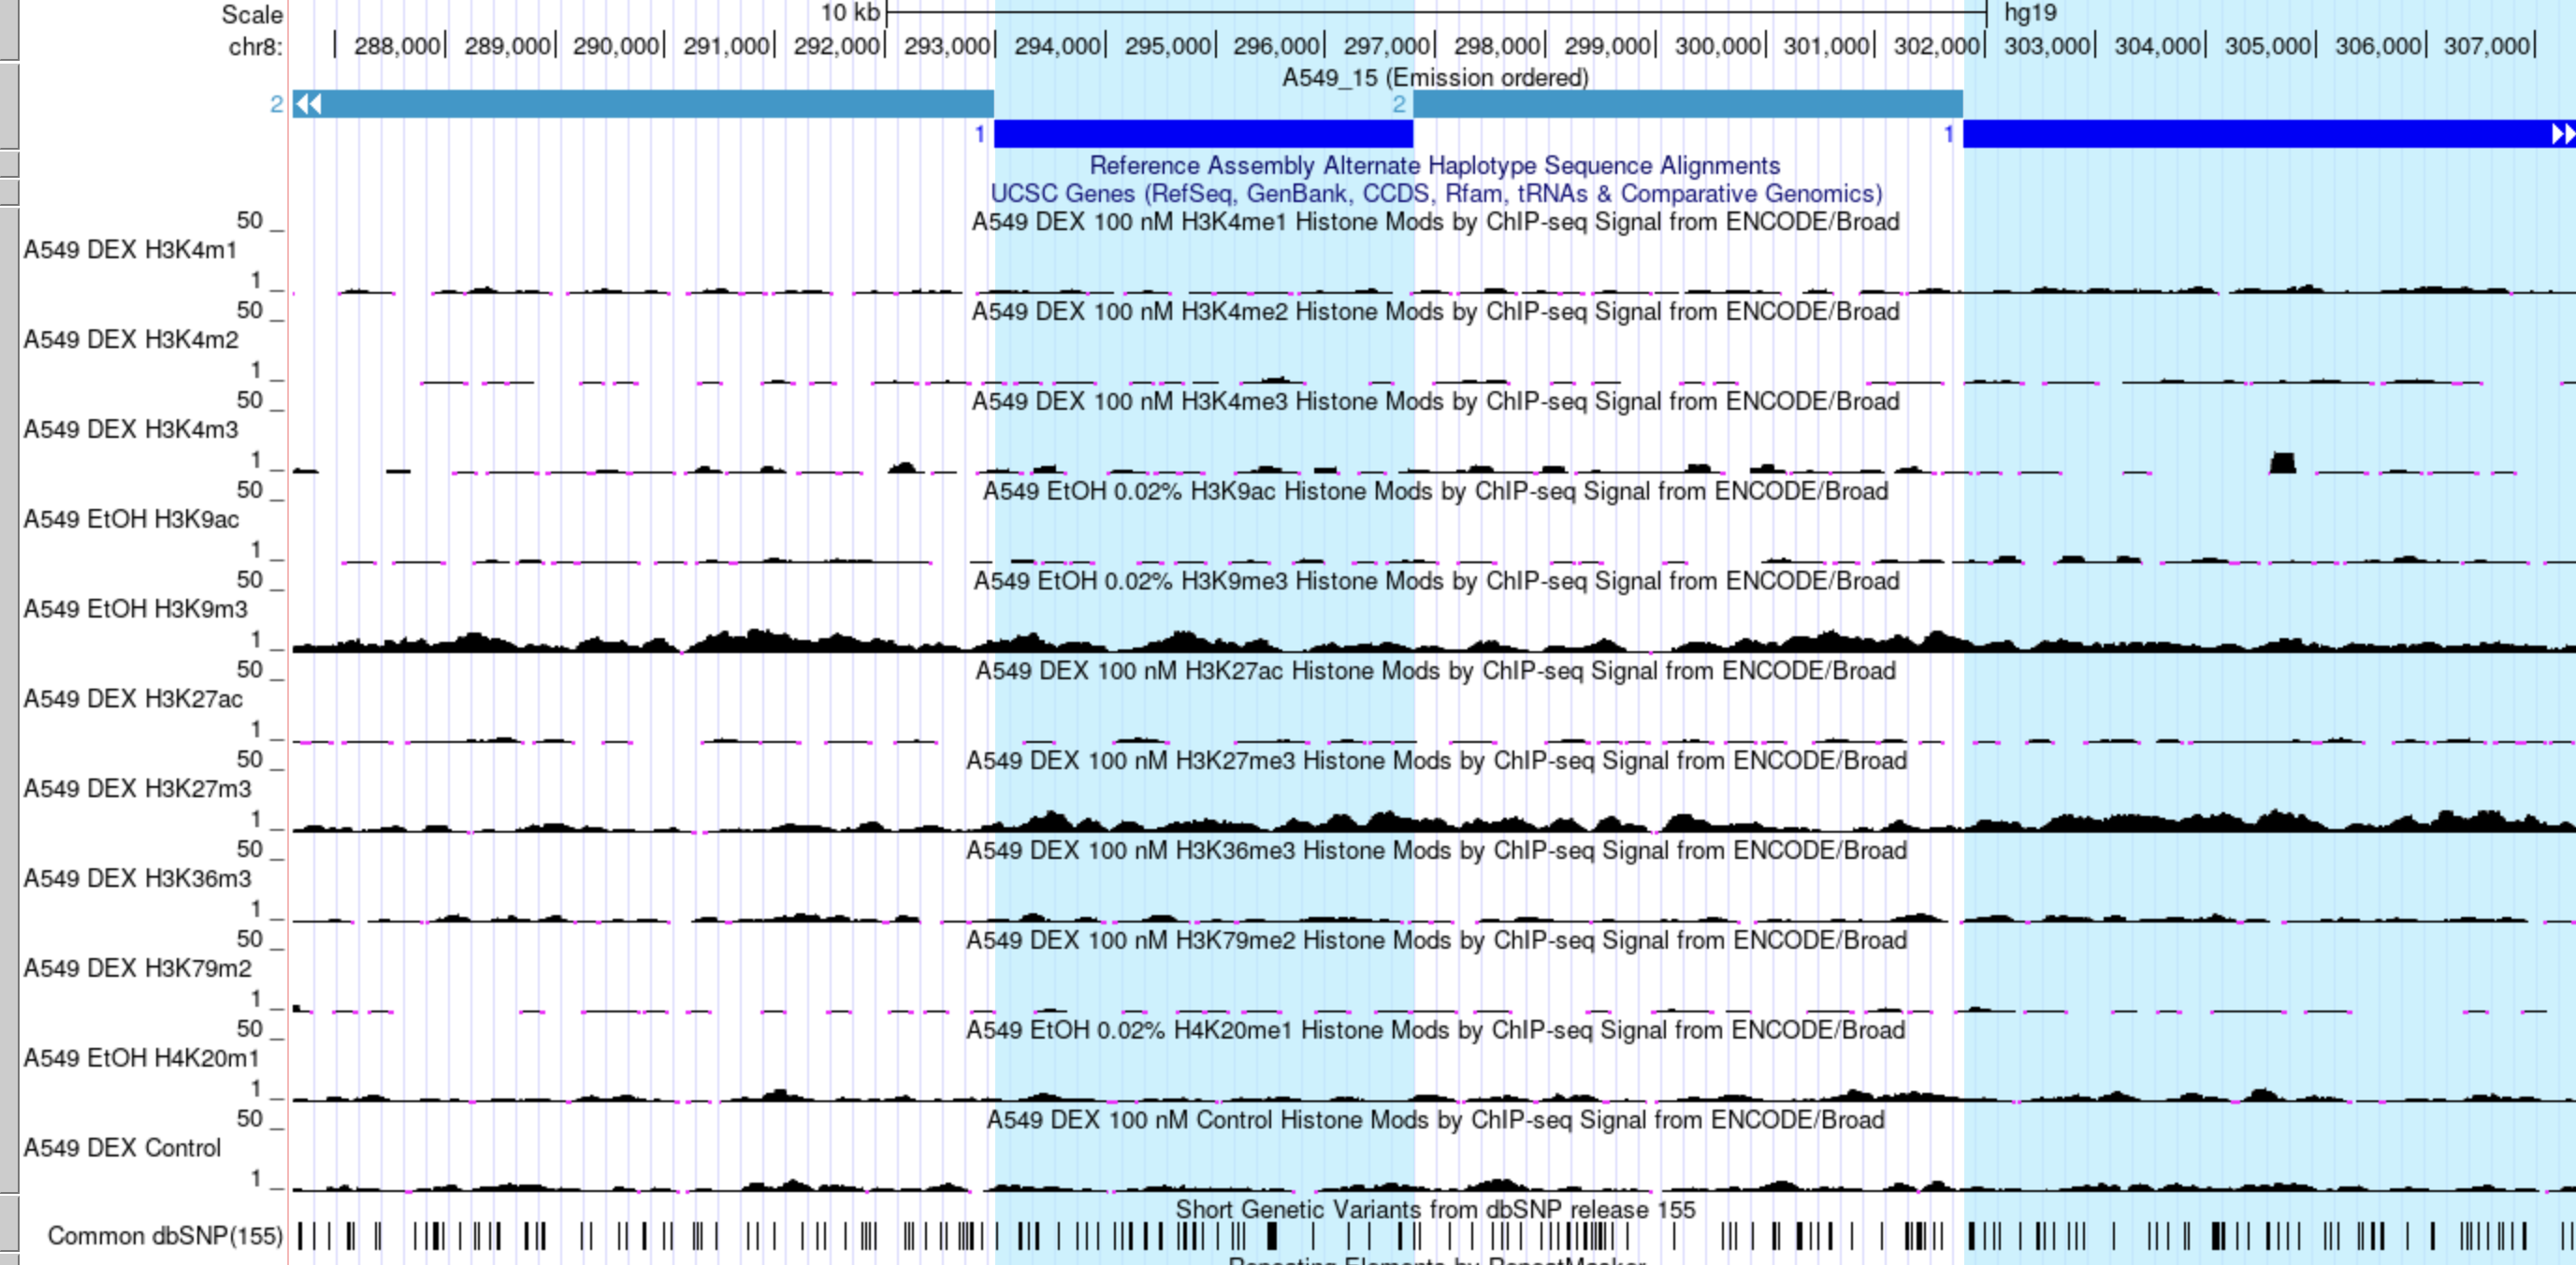 Scale 10 kb hg19
chr8: 288,000 289,000 290,000 291,000 292,000 293,000 294,000 295,000 296,000 297,000 298,000 299,000 300,000 301,000 302,000 303,000 304,000 305,000 306,000 307,000
A549_15 (Emission ordered)
2 2
1 1
Reference Assembly Alternate Haplotype Sequence Alignments
UCSC Genes (RefSeq, GenBank, CCDS, Rfam, tRNAs & Comparative Genomics)
50 A549 DEX 100 nM H3K4me1 Histone Mods by ChIP-seq Signal from ENCODE/Broad
A549 DEX H3K4m1
1
50 A549 DEX 100 nM H3K4me2 Histone Mods by ChIP-seq Signal from ENCODE/Broad
A549 DEX H3K4m2
1
50 A549 DEX 100 nM H3K4me3 Histone Mods by ChIP-seq Signal from ENCODE/Broad
A549 DEX H3K4m3
1
50 A549 EtOH 0.02% H3K9ac Histone Mods by ChIP-seq Signal from ENCODE/Broad
A549 EtOH H3K9ac
1
50 A549 EtOH 0.02% H3K9me3 Histone Mods by ChIP-seq Signal from ENCODE/Broad
A549 EtOH H3K9m3
1
50 A549 DEX 100 nM H3K27ac Histone Mods by ChIP-seq Signal from ENCODE/Broad
A549 DEX H3K27ac
1
50 A549 DEX 100 nM H3K27me3 Histone Mods by ChIP-seq Signal from ENCODE/Broad
A549 DEX H3K27m3
1
50 A549 DEX 100 nM H3K36me3 Histone Mods by ChIP-seq Signal from ENCODE/Broad
A549 DEX H3K36m3
1
50 A549 DEX 100 nM H3K79me2 Histone Mods by ChIP-seq Signal from ENCODE/Broad
A549 DEX H3K79m2
1
50 A549 EtOH 0.02% H4K20me1 Histone Mods by ChIP-seq Signal from ENCODE/Broad
A549 EtOH H4K20m1
1
50 A549 DEX 100 nM Control Histone Mods by ChIP-seq Signal from ENCODE/Broad
A549 DEX Control
1
Short Genetic Variants from dbSNP release 155
Common dbSNP(155)
Repeating Elements by RepeatMasker